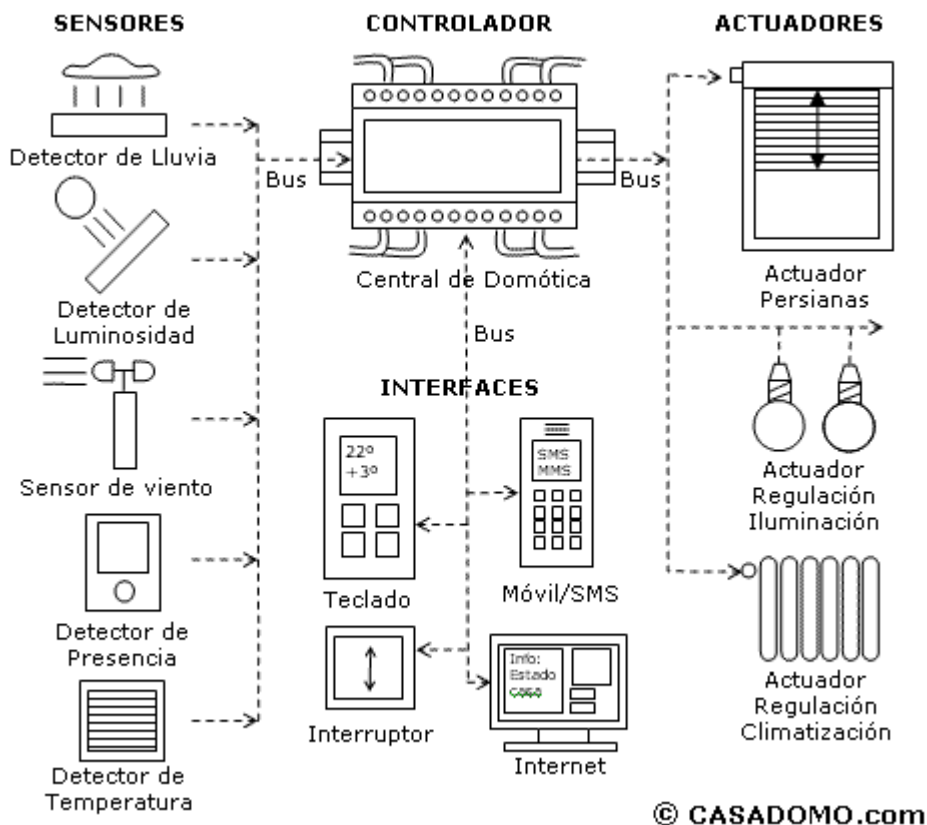 SENSORES
Detector de Lluvia
Detector de
Luminosidad
Sensor de viento
Detector de
Presencia
Detector de
Temperatura
CONTROLADOR
Bus
Bus
Central de Domótica
Bus
INTERFACES
22º
+3º
Teclado
SMS
MMS
Móvil/SMS
Interruptor
Info:
Estado
casa
Internet
ACTUADORES
Actuador
Persianas
Actuador
Regulación
Iluminación
Actuador
Regulación
Climatización
© CASADOMO.com